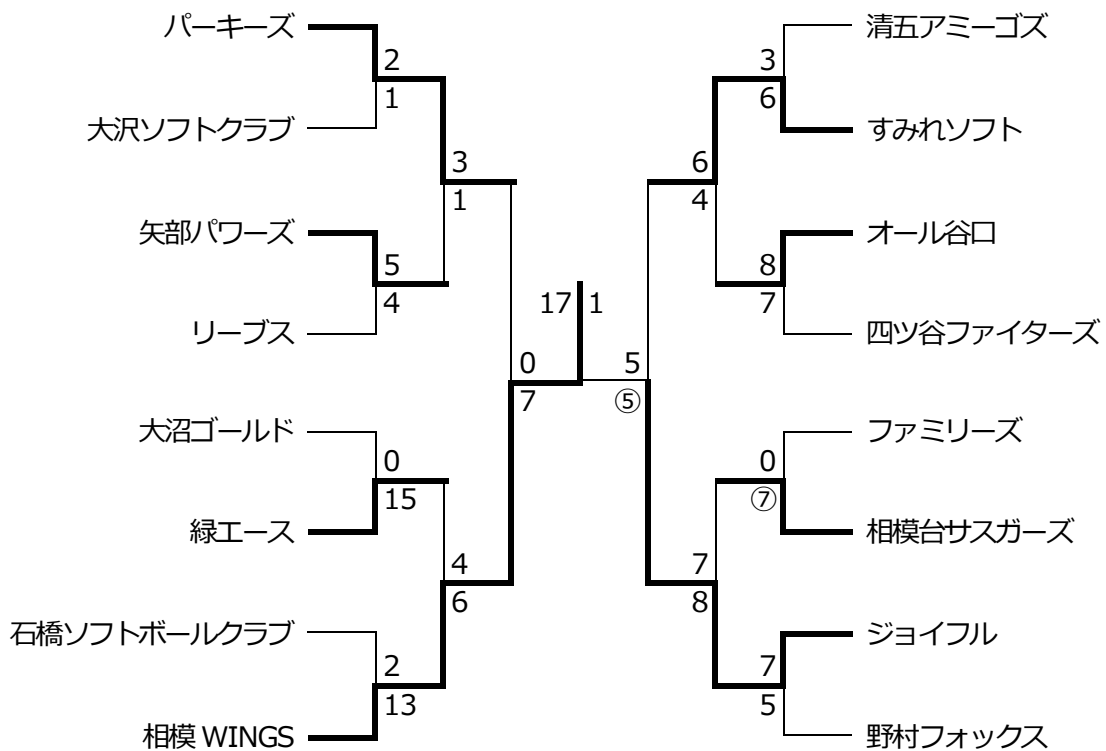 パーキーズ
2
1
大沢ソフトクラブ
3
1
矢部パワーズ
5
4
リーブス
0
7
大沼ゴールド
0
15
緑エース
4
6
石橋ソフトボールクラブ
2
13
相模 WINGS
17 1
清五アミーゴズ
3
6
すみれソフト
6
4
オール谷口
8
7
四ツ谷ファイターズ
5
⑤
ファミリーズ
0
⑦
相模台サスガーズ
7
8
ジョイフル
7
5
野村フォックス